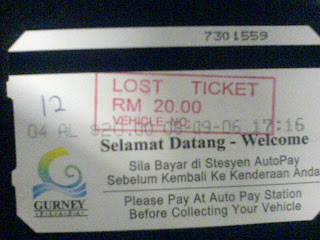 7301559
LOST TICKET
RM 20.00
VEHICLE NO:
12
04 AL $20.00 08-09-06 17:16
Selamat Datang - Welcome
Sila Bayar di Stesyen AutoPay
Sebelum Kembali Ke Kenderaan Anda
GURNEY
PLAZA
Please Pay At Auto Pay Station
Before Collecting Your Vehicle